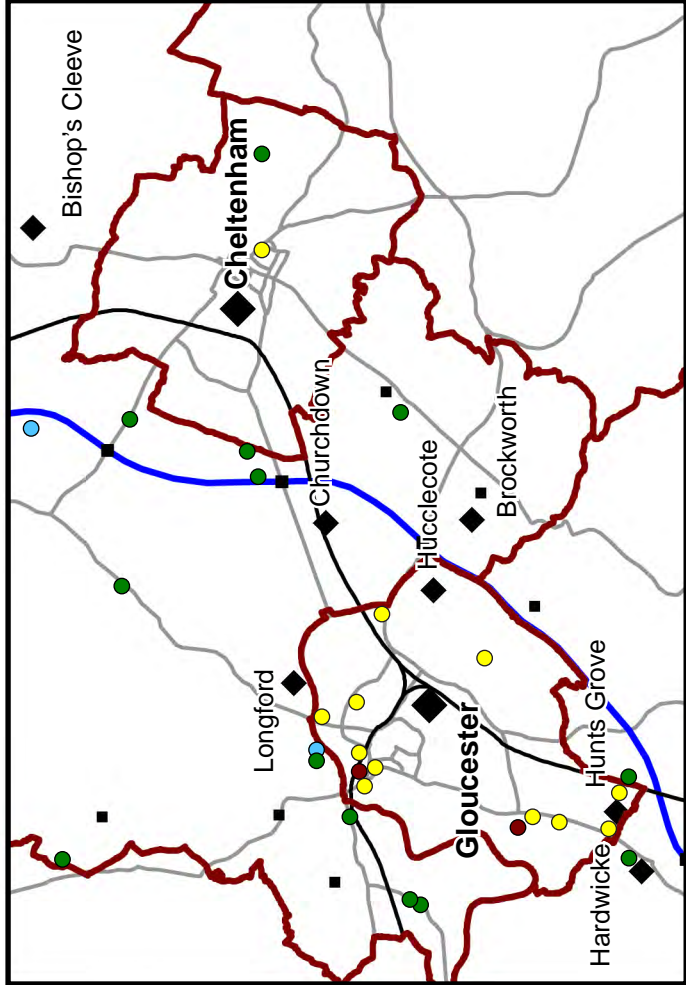 Bishop's Cleeve
Cheltenham
Churchdown
Brockworth
Hucclecote
Longford
Gloucester
Hunts Grove
Hardwicke